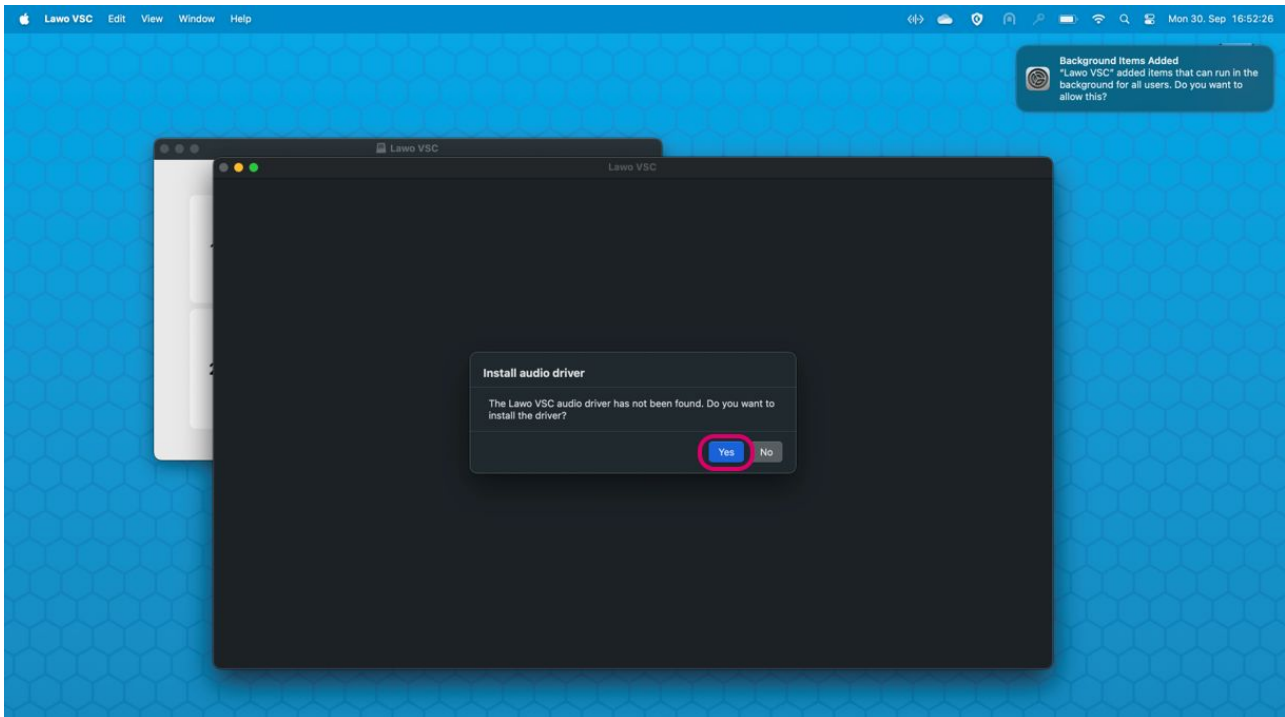 Lawo VSC Edit View Window Help
Mon 30. Sep 16:52:26
Background Items Added
"Lawo VSC" added items that can run in the
background for all users. Do you want to
allow this?
Lawo VSC
Lawo VSC
Install audio driver
The Lawo VSC audio driver has not been found. Do you want to
install the driver?
Yes No